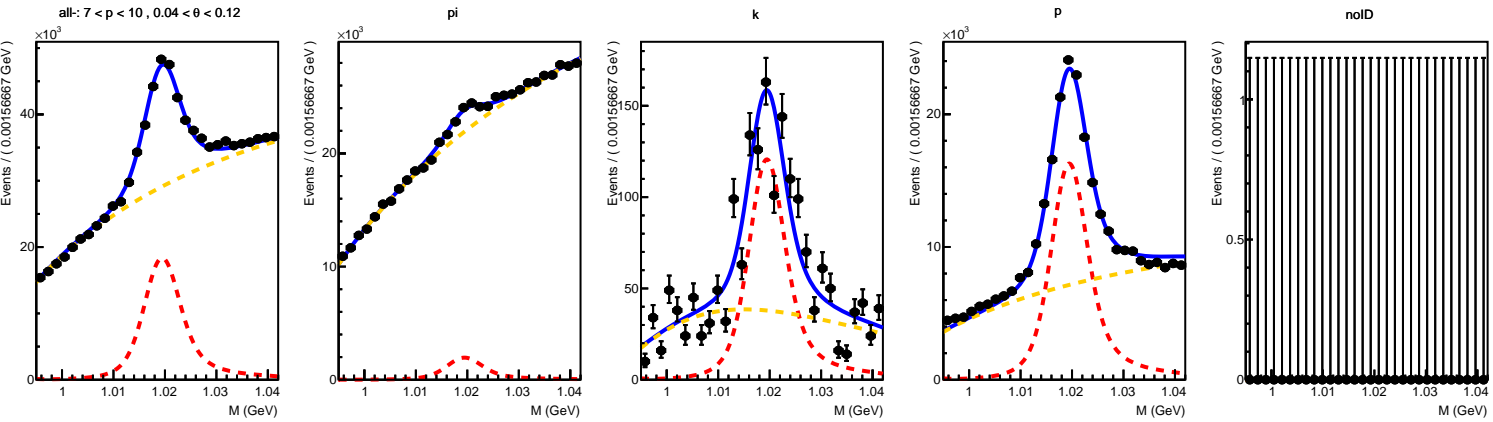 all-: 7 < p < 10 , 0.04 < θ < 0.12
×10³
Events / ( 0.00156667 GeV )
40
20
0
1 1.01 1.02 1.03 1.04
M (GeV)
pi
×10³
Events / ( 0.00156667 GeV )
20
10
0
1 1.01 1.02 1.03 1.04
M (GeV)
k
Events / ( 0.00156667 GeV )
150
100
50
0
1 1.01 1.02 1.03 1.04
M (GeV)
p
×10³
Events / ( 0.00156667 GeV )
20
10
0
1 1.01 1.02 1.03 1.04
M (GeV)
noID
Events / ( 0.00156667 GeV )
1
0.5
0
1 1.01 1.02 1.03 1.04
M (GeV)